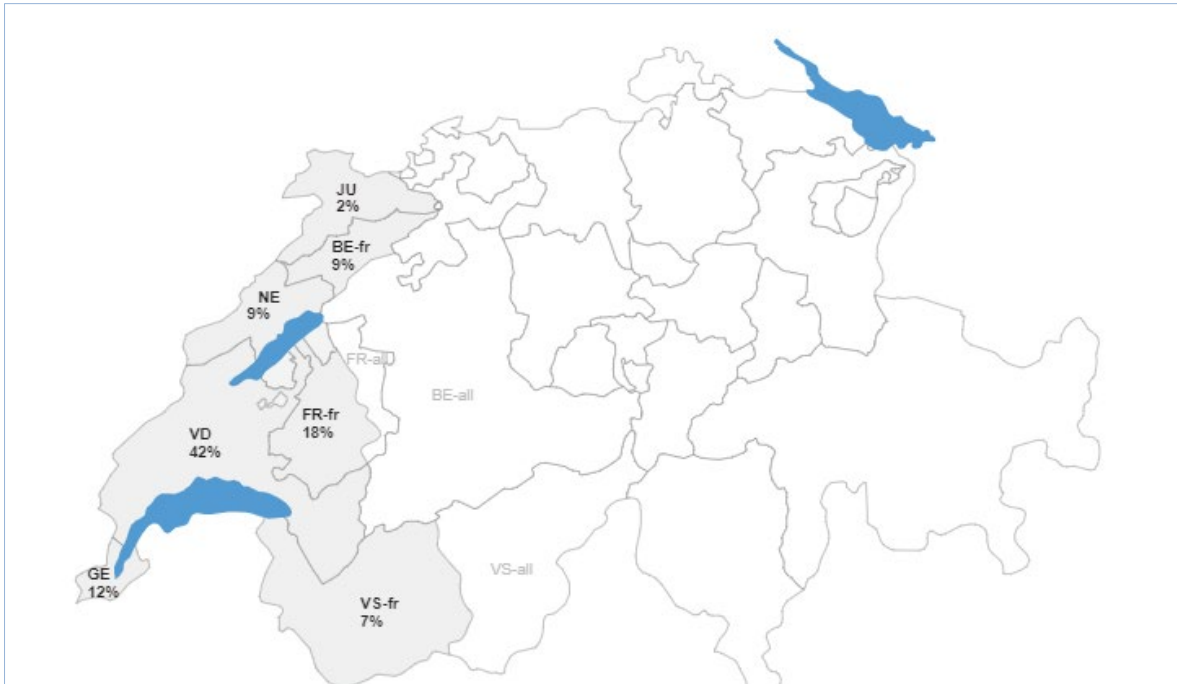 JU
2%
BE-fr
9%
NE
9%
FR-all
BE-all
FR-fr
18%
VD
42%
GE
12%
VS-all
VS-fr
7%